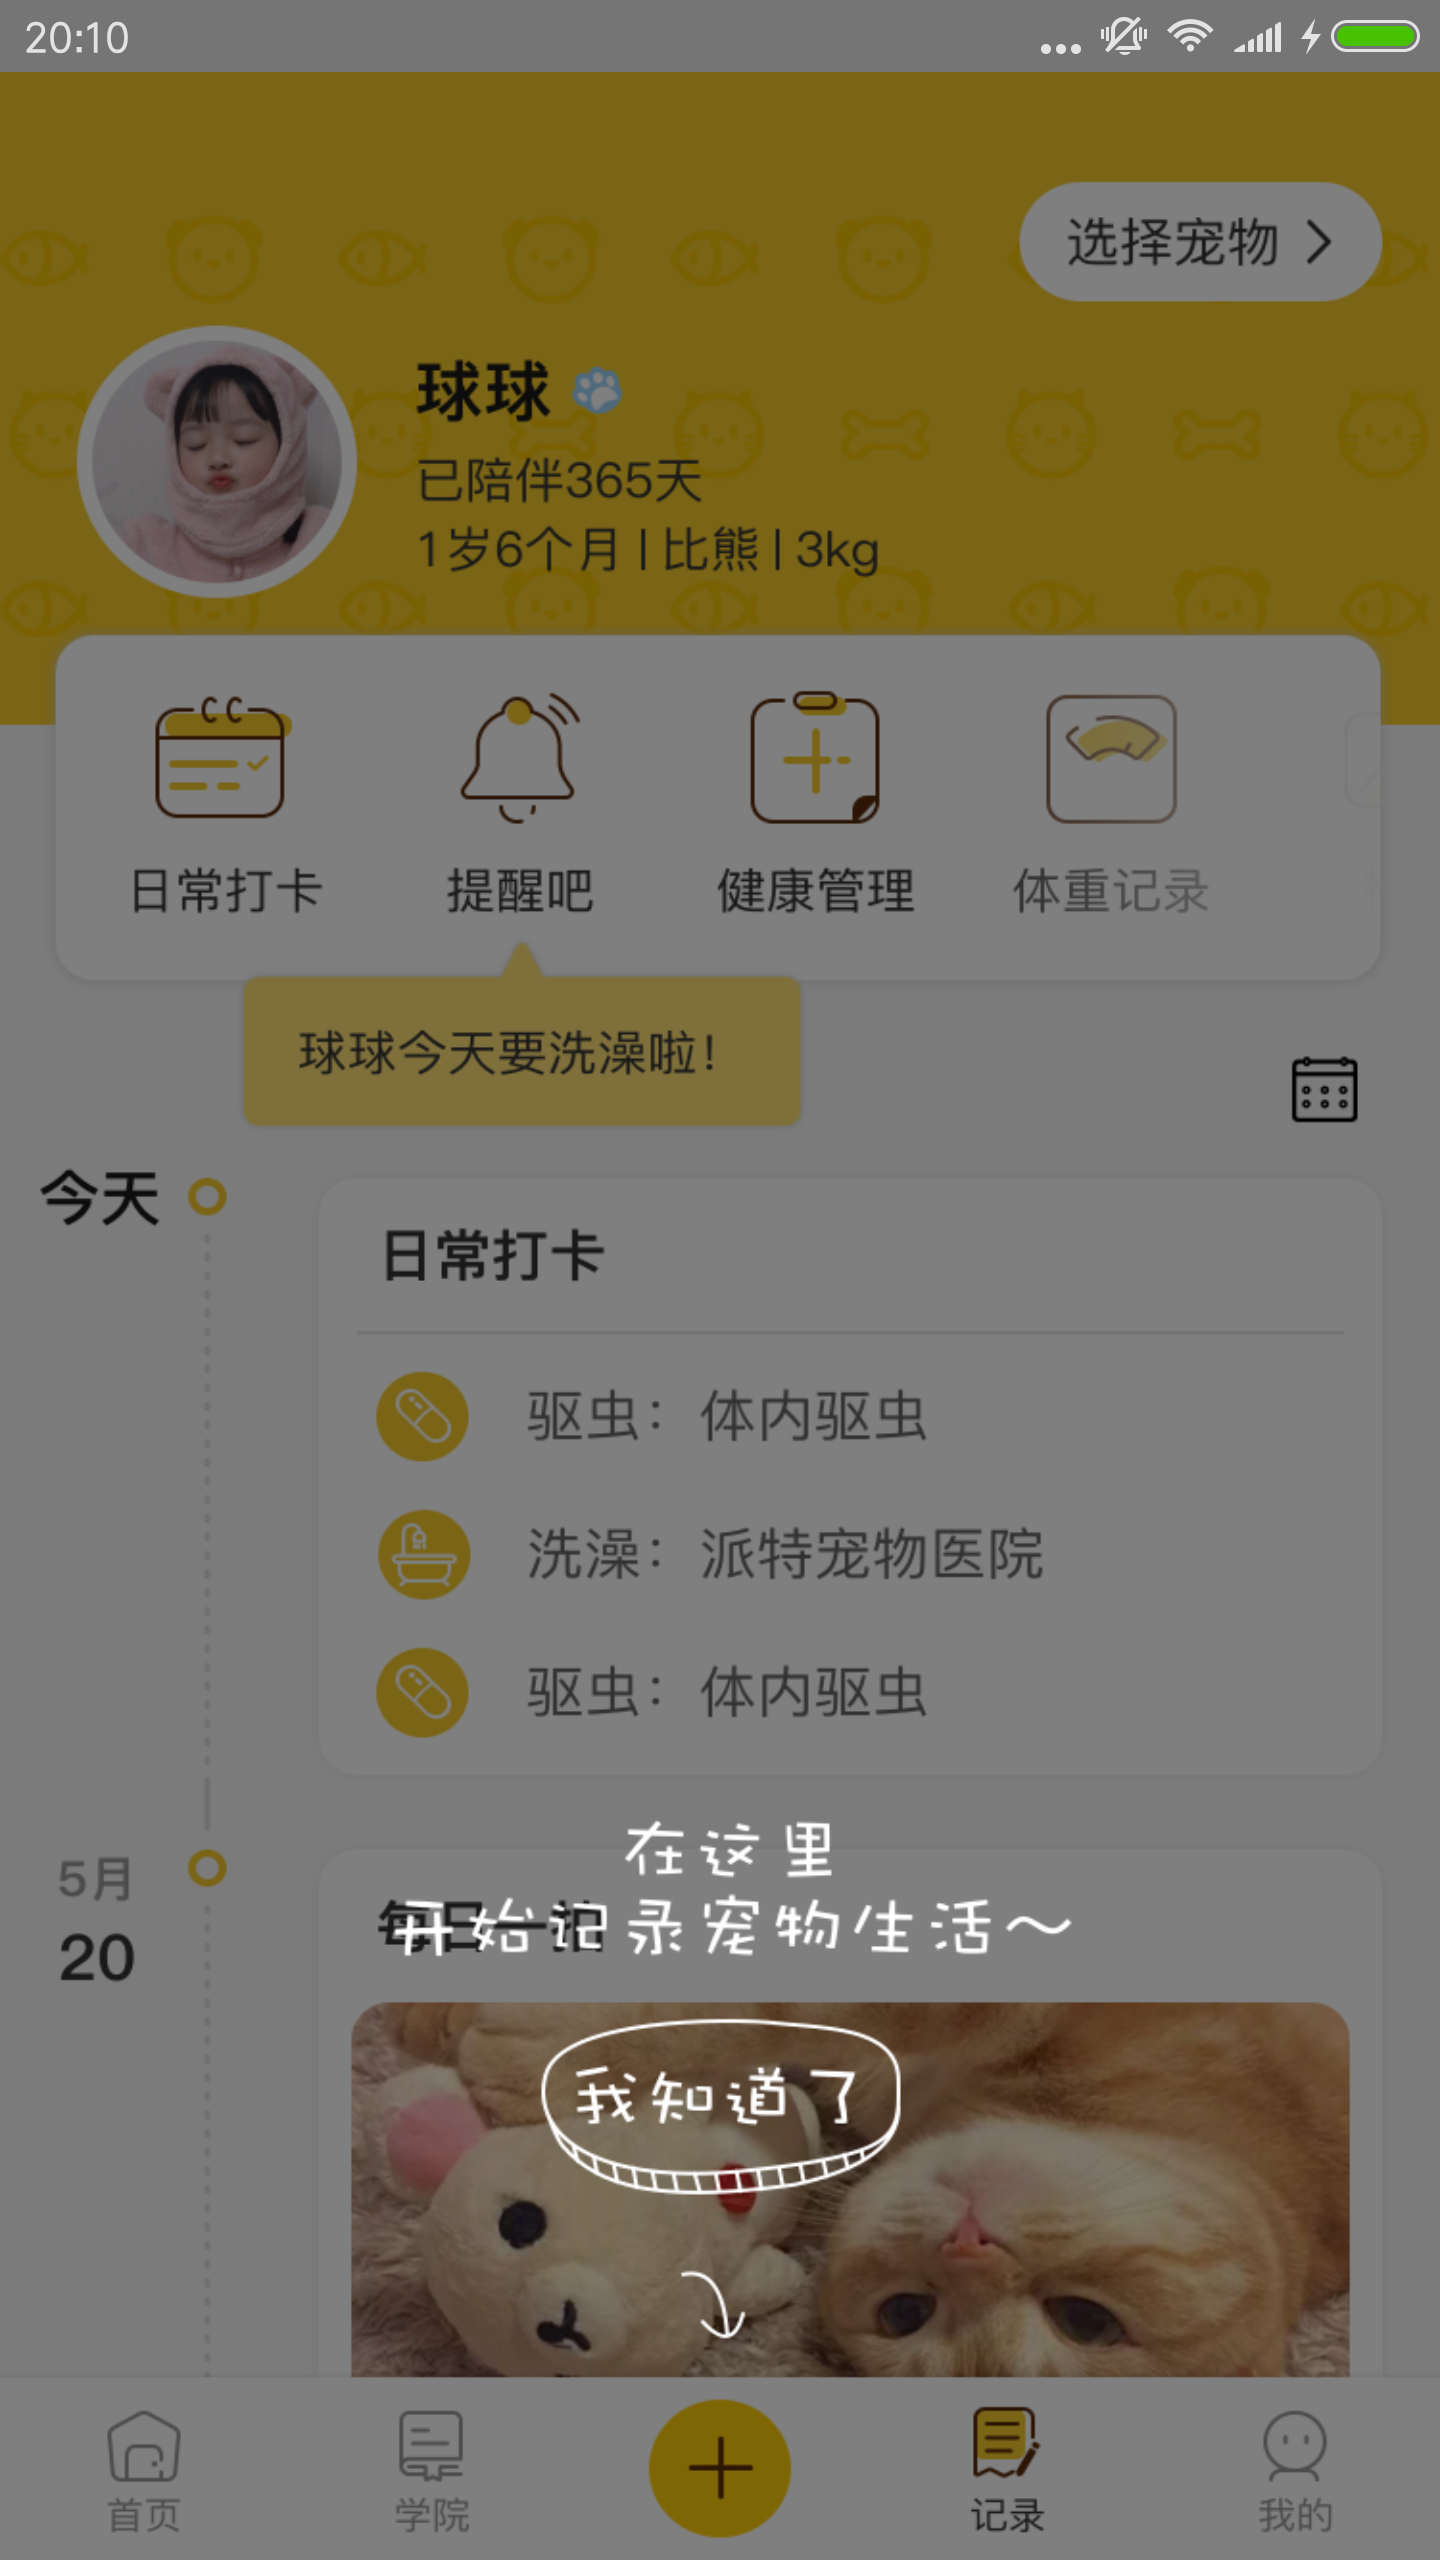 20:10
选择宠物
球球
已陪伴365天
1岁6个月 | 比熊 | 3kg
日常打卡
提醒吧
健康管理
体重记录
球球今天要洗澡啦！
今天
日常打卡
驱虫：体内驱虫
洗澡：派特宠物医院
驱虫：体内驱虫
在这里
5月
20
每日一拍
开始记录宠物生活～
我知道了
首页
学院
记录
我的